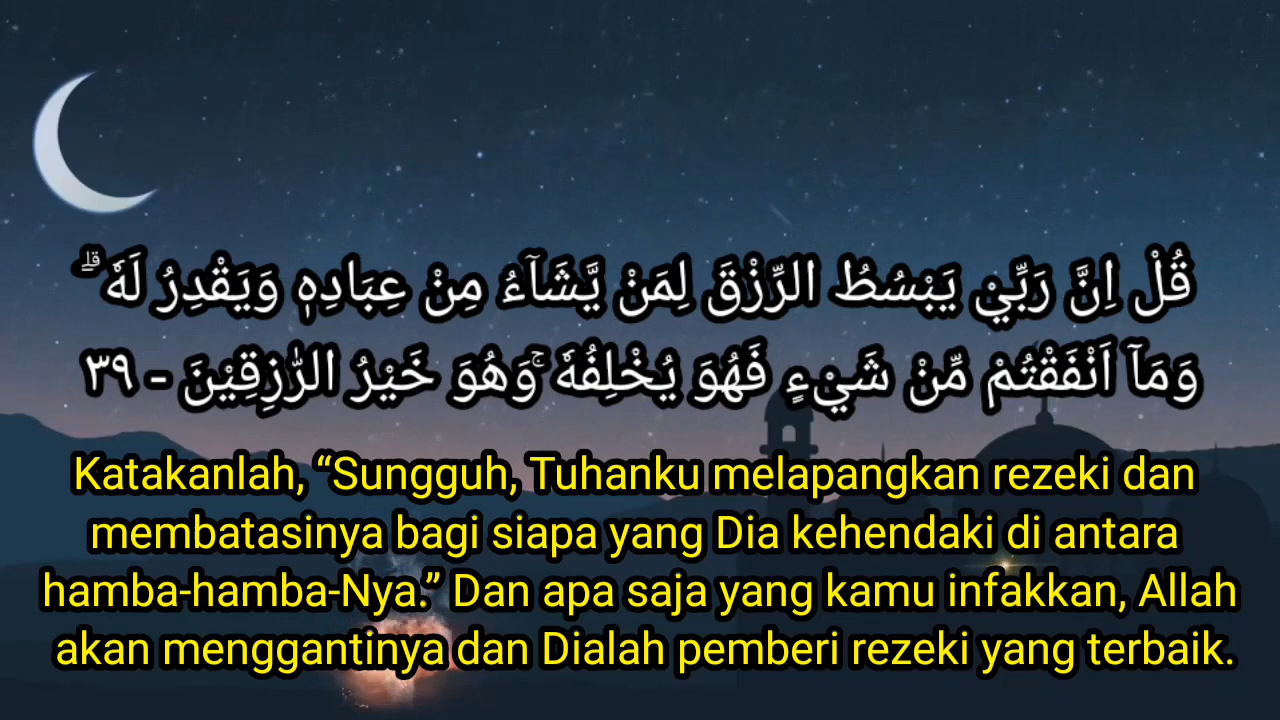 قُلْ اِنَّ رَبِّيْ يَبْسُطُ الرِّزْقَ لِمَنْ يَّشَاۤءُ مِنْ عِبَادِهٖ وَيَقْدِرُ لَهٗ ۗ
وَمَآ اَنْفَقْتُمْ مِّنْ شَيْءٍ فَهُوَ يُخْلِفُهٗ ۚوَهُوَ خَيْرُ الرّٰزِقِيْنَ - ٣٩
Katakanlah, “Sungguh, Tuhanku melapangkan rezeki dan
membatasinya bagi siapa yang Dia kehendaki di antara
hamba-hamba-Nya.” Dan apa saja yang kamu infakkan, Allah
akan menggantinya dan Dialah pemberi rezeki yang terbaik.